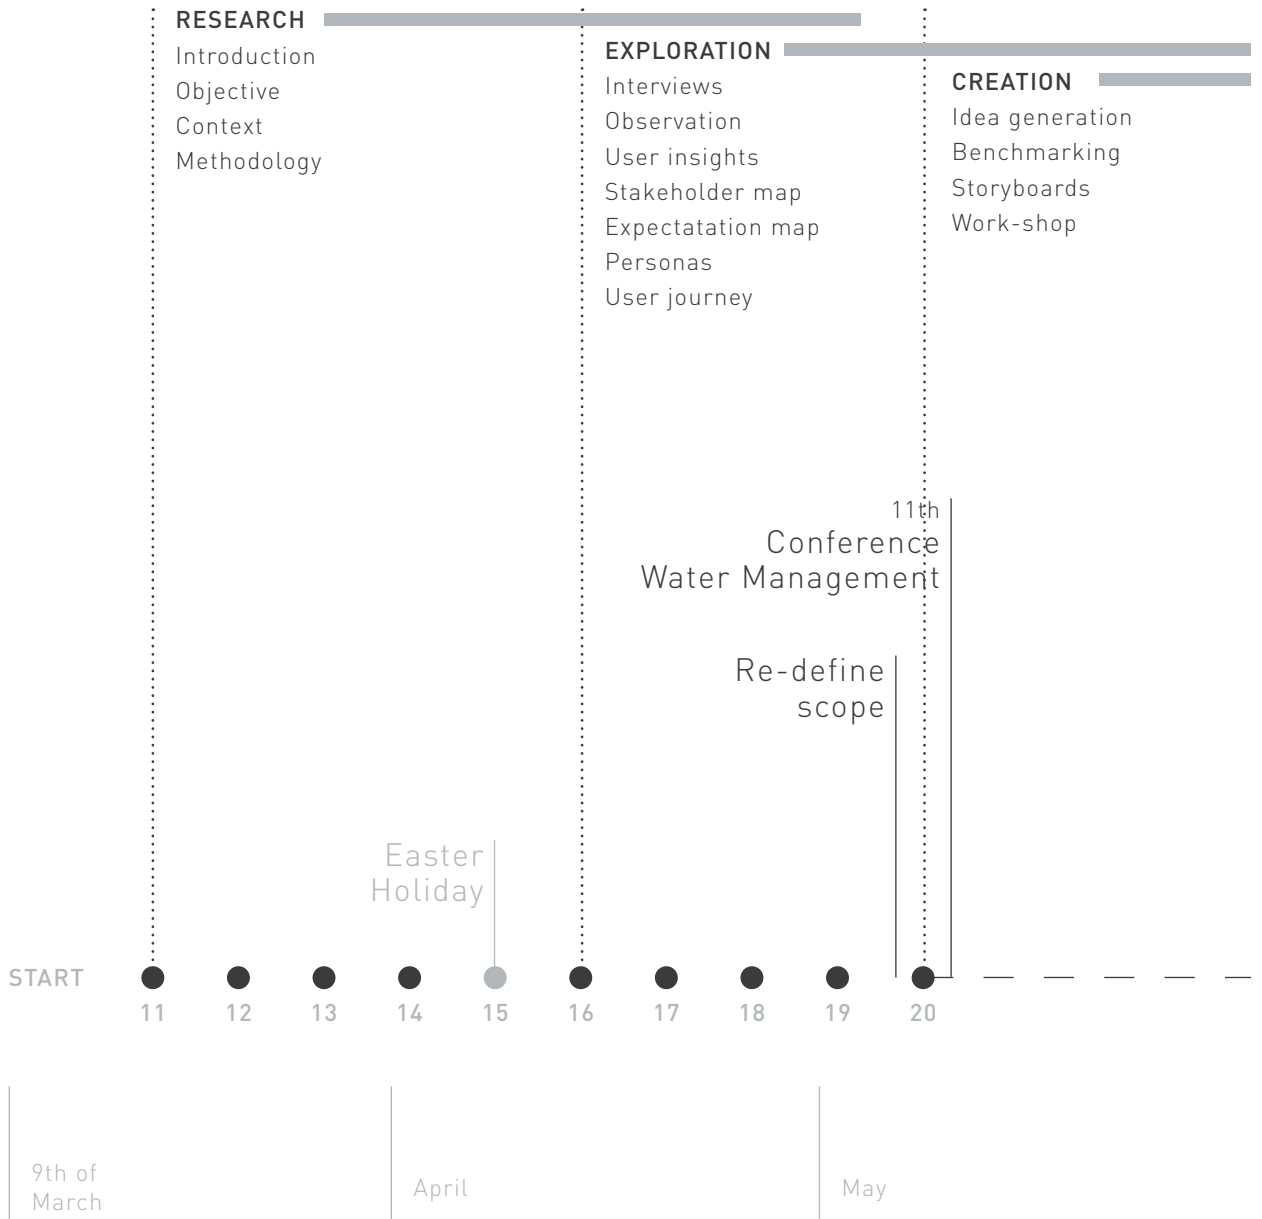 RESEARCH
Introduction
Objective
Context
Methodology
EXPLORATION
Interviews
Observation
User insights
Stakeholder map
Expectatation map
Personas
User journey
CREATION
Idea generation
Benchmarking
Storyboards
Work-shop
11th
Conference
Water Management
Re-define
scope
Easter
Holiday
START
11 12 13 14 15 16 17 18 19 20
9th of
March
April
May